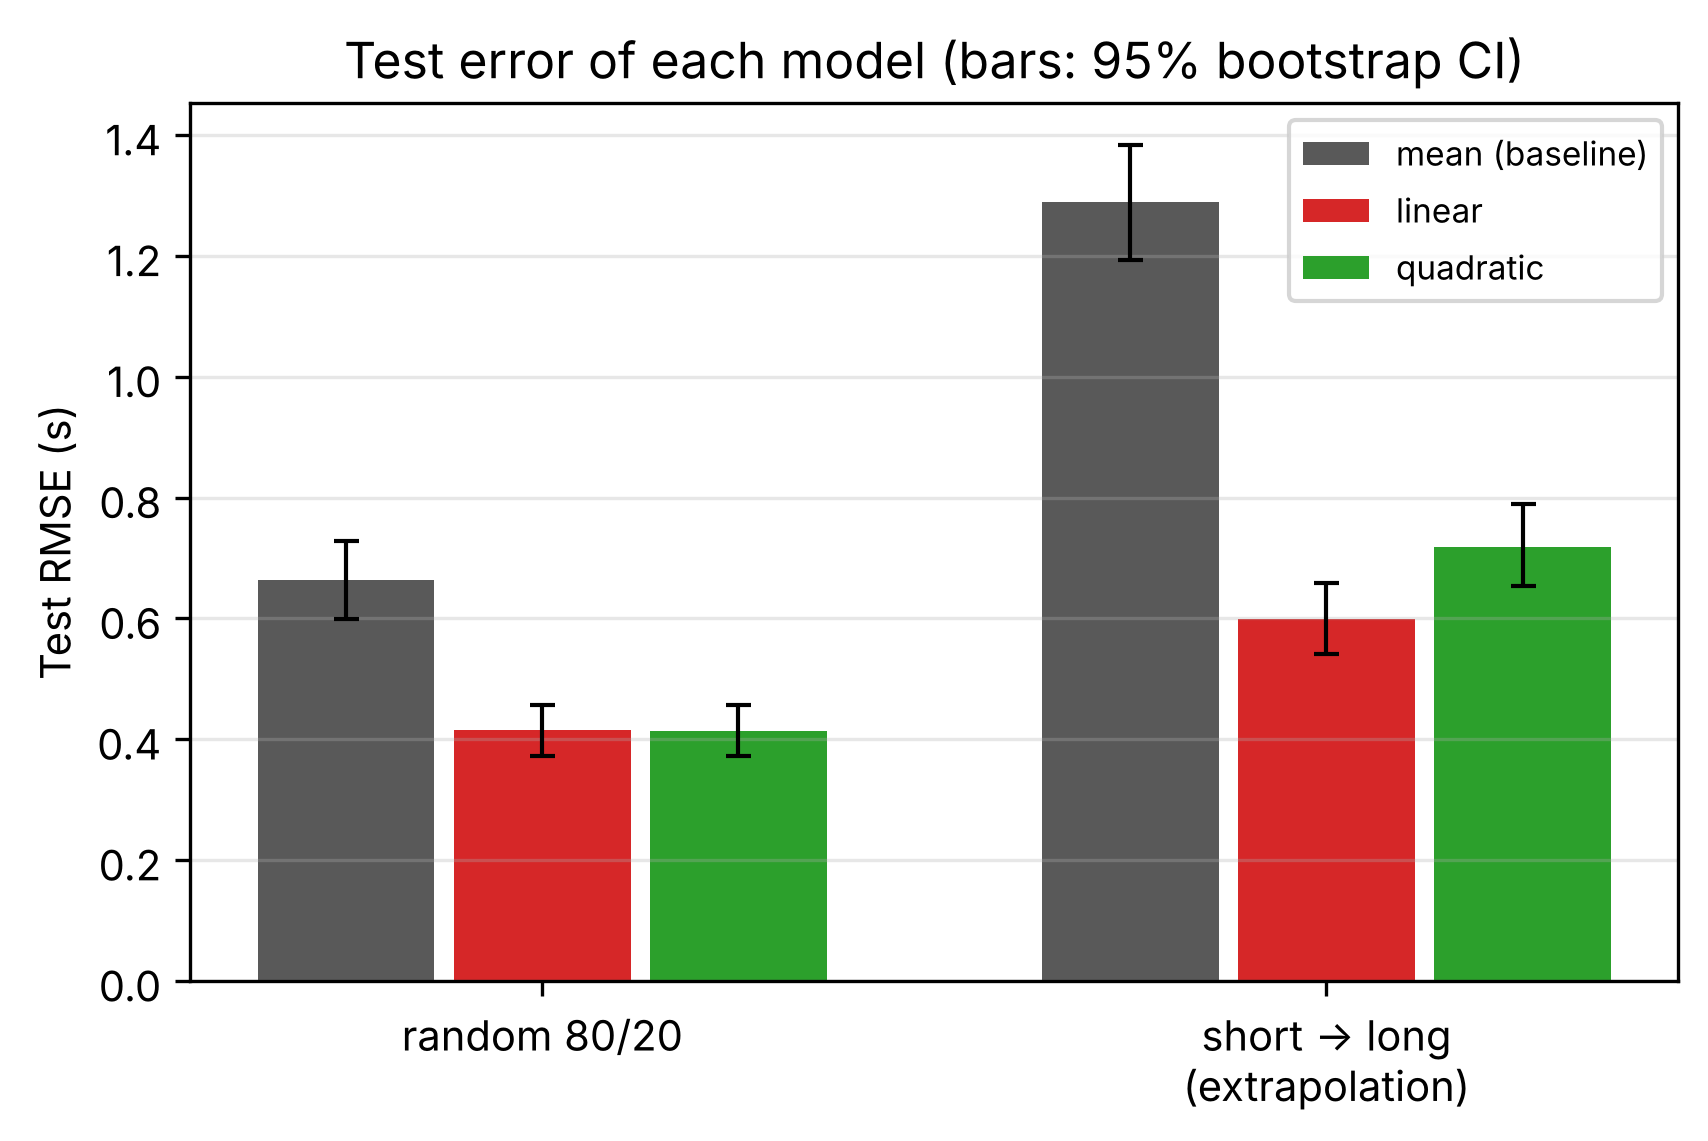 Test error of each model (bars: 95% bootstrap CI)
mean (baseline)
linear
quadratic
Test RMSE (s)
1.4
1.2
1.0
0.8
0.6
0.4
0.2
0.0
random 80/20
short → long
(extrapolation)